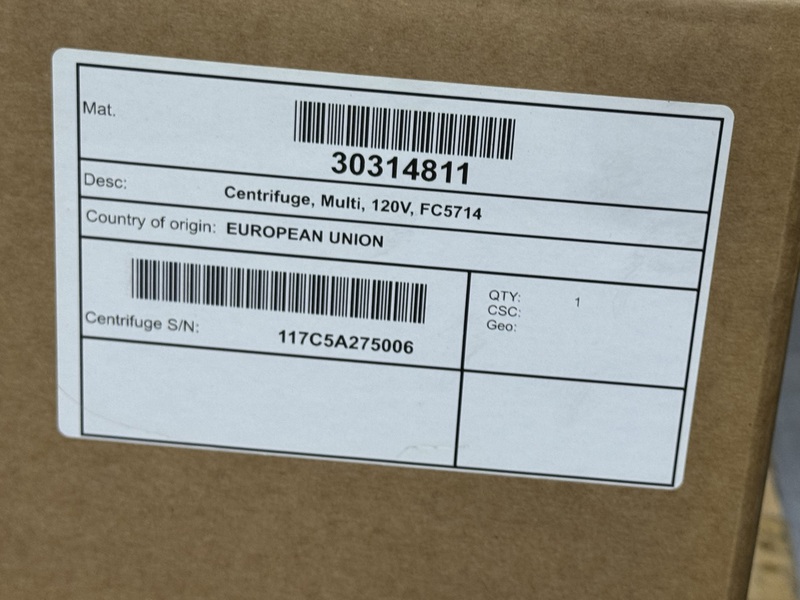 Mat.
30314811
Desc: Centrifuge, Multi, 120V, FC5714
Country of origin: EUROPEAN UNION
Centrifuge S/N: 117C5A275006
QTY: 1
CSC:
Geo: